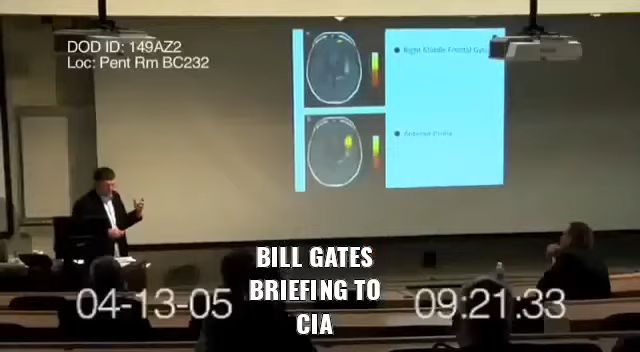 DOD ID: 149AZ2
Loc: Pent Rm BC232
Right Middle Frontal
BILL GATES
BRIEFING TO
CIA
04-13-05
09:21:33